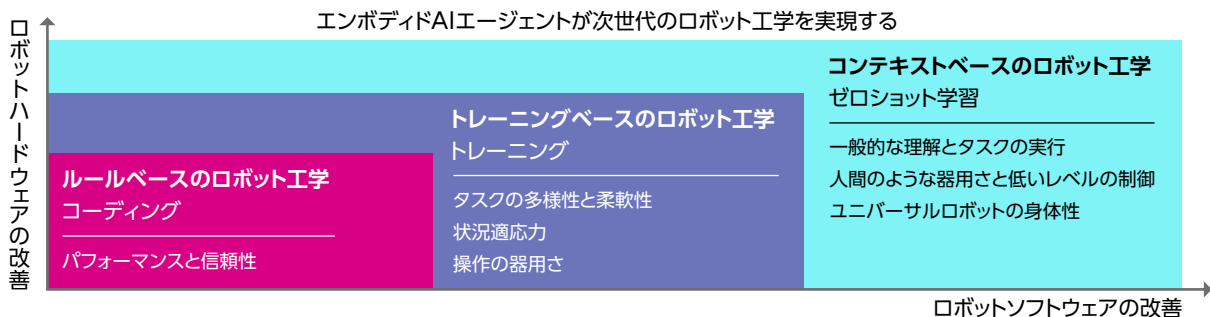 エンボディドAIエージェントが次世代のロボット工学を実現する
ロボットハードウェアの改善
ルールベースのロボット工学
コーディング
パフォーマンスと信頼性
トレーニングベースのロボット工学
トレーニング
タスクの多様性と柔軟性
状況適応力
操作の器用さ
コンテキストベースのロボット工学
ゼロショット学習
一般的な理解とタスクの実行
人間のような器用さと低いレベルの制御
ユニバーサルロボットの身体性
ロボットソフトウェアの改善